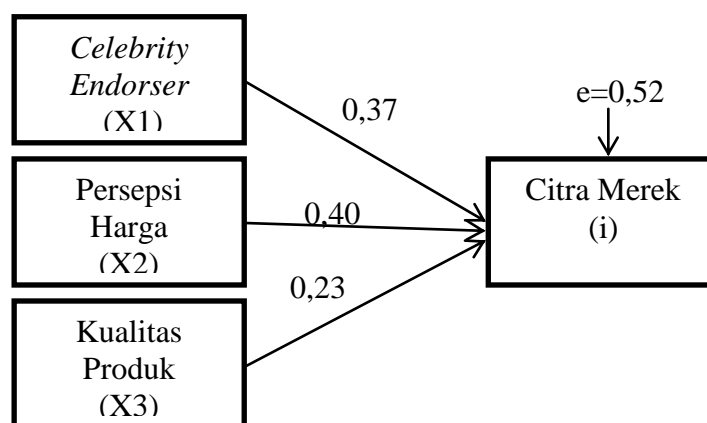 Celebrity
Endorser
(X1)
0,37
e=0,52
Persepsi
Harga
(X2)
0,40
Citra Merek
(i)
0,23
Kualitas
Produk
(X3)